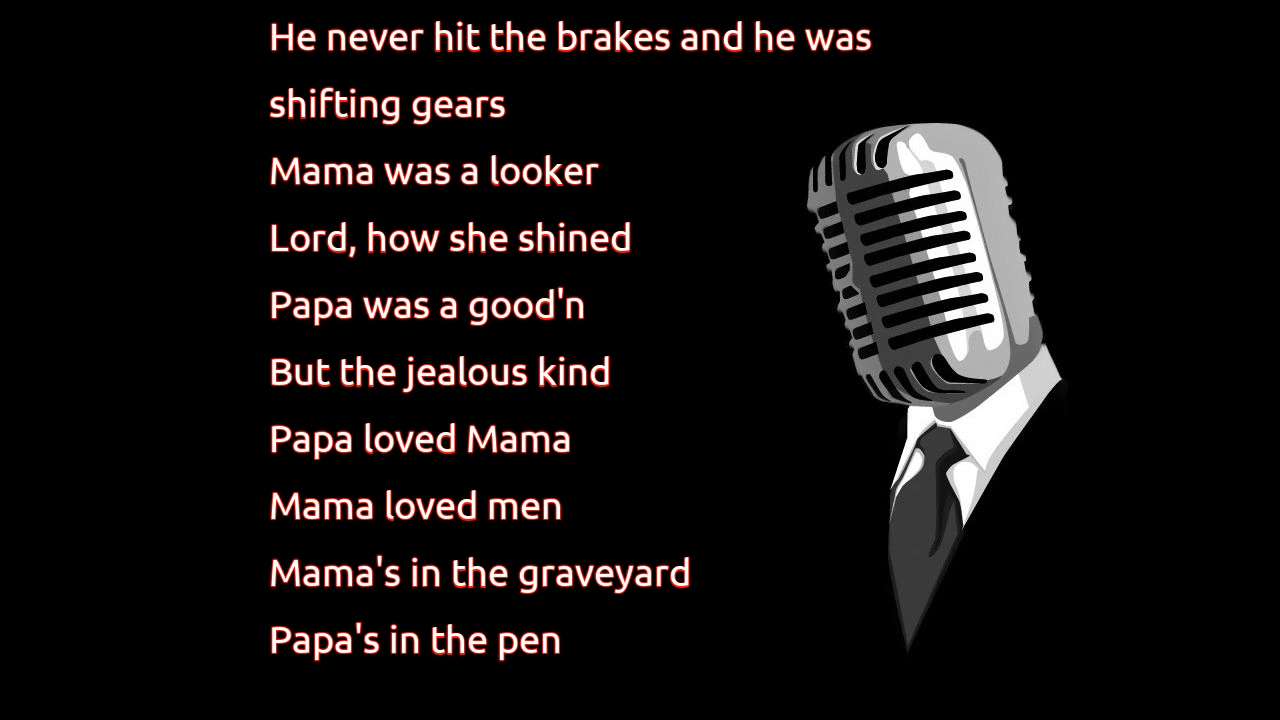 He never hit the brakes and he was
shifting gears
Mama was a looker
Lord, how she shined
Papa was a good'n
But the jealous kind
Papa loved Mama
Mama loved men
Mama's in the graveyard
Papa's in the pen